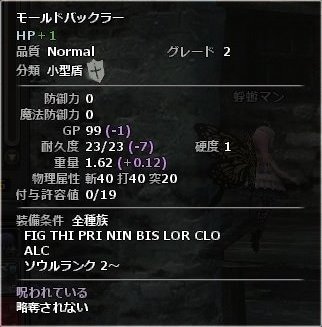 モールドバックラー
HP+1
品質 Normal グレード 2
分類 小型盾
防御力 0
魔法防御力 0
GP 99 (-1)
耐久度 23/23 (-7) 硬度 1
重量 1.62 (+0.12)
物理属性 斬40 打40 突20
付与許容値 0/19
装備条件 全種族
FIG THI PRI NIN BIS LOR CLO
ALC
ソウルランク 2～
呪われている
略奪されない